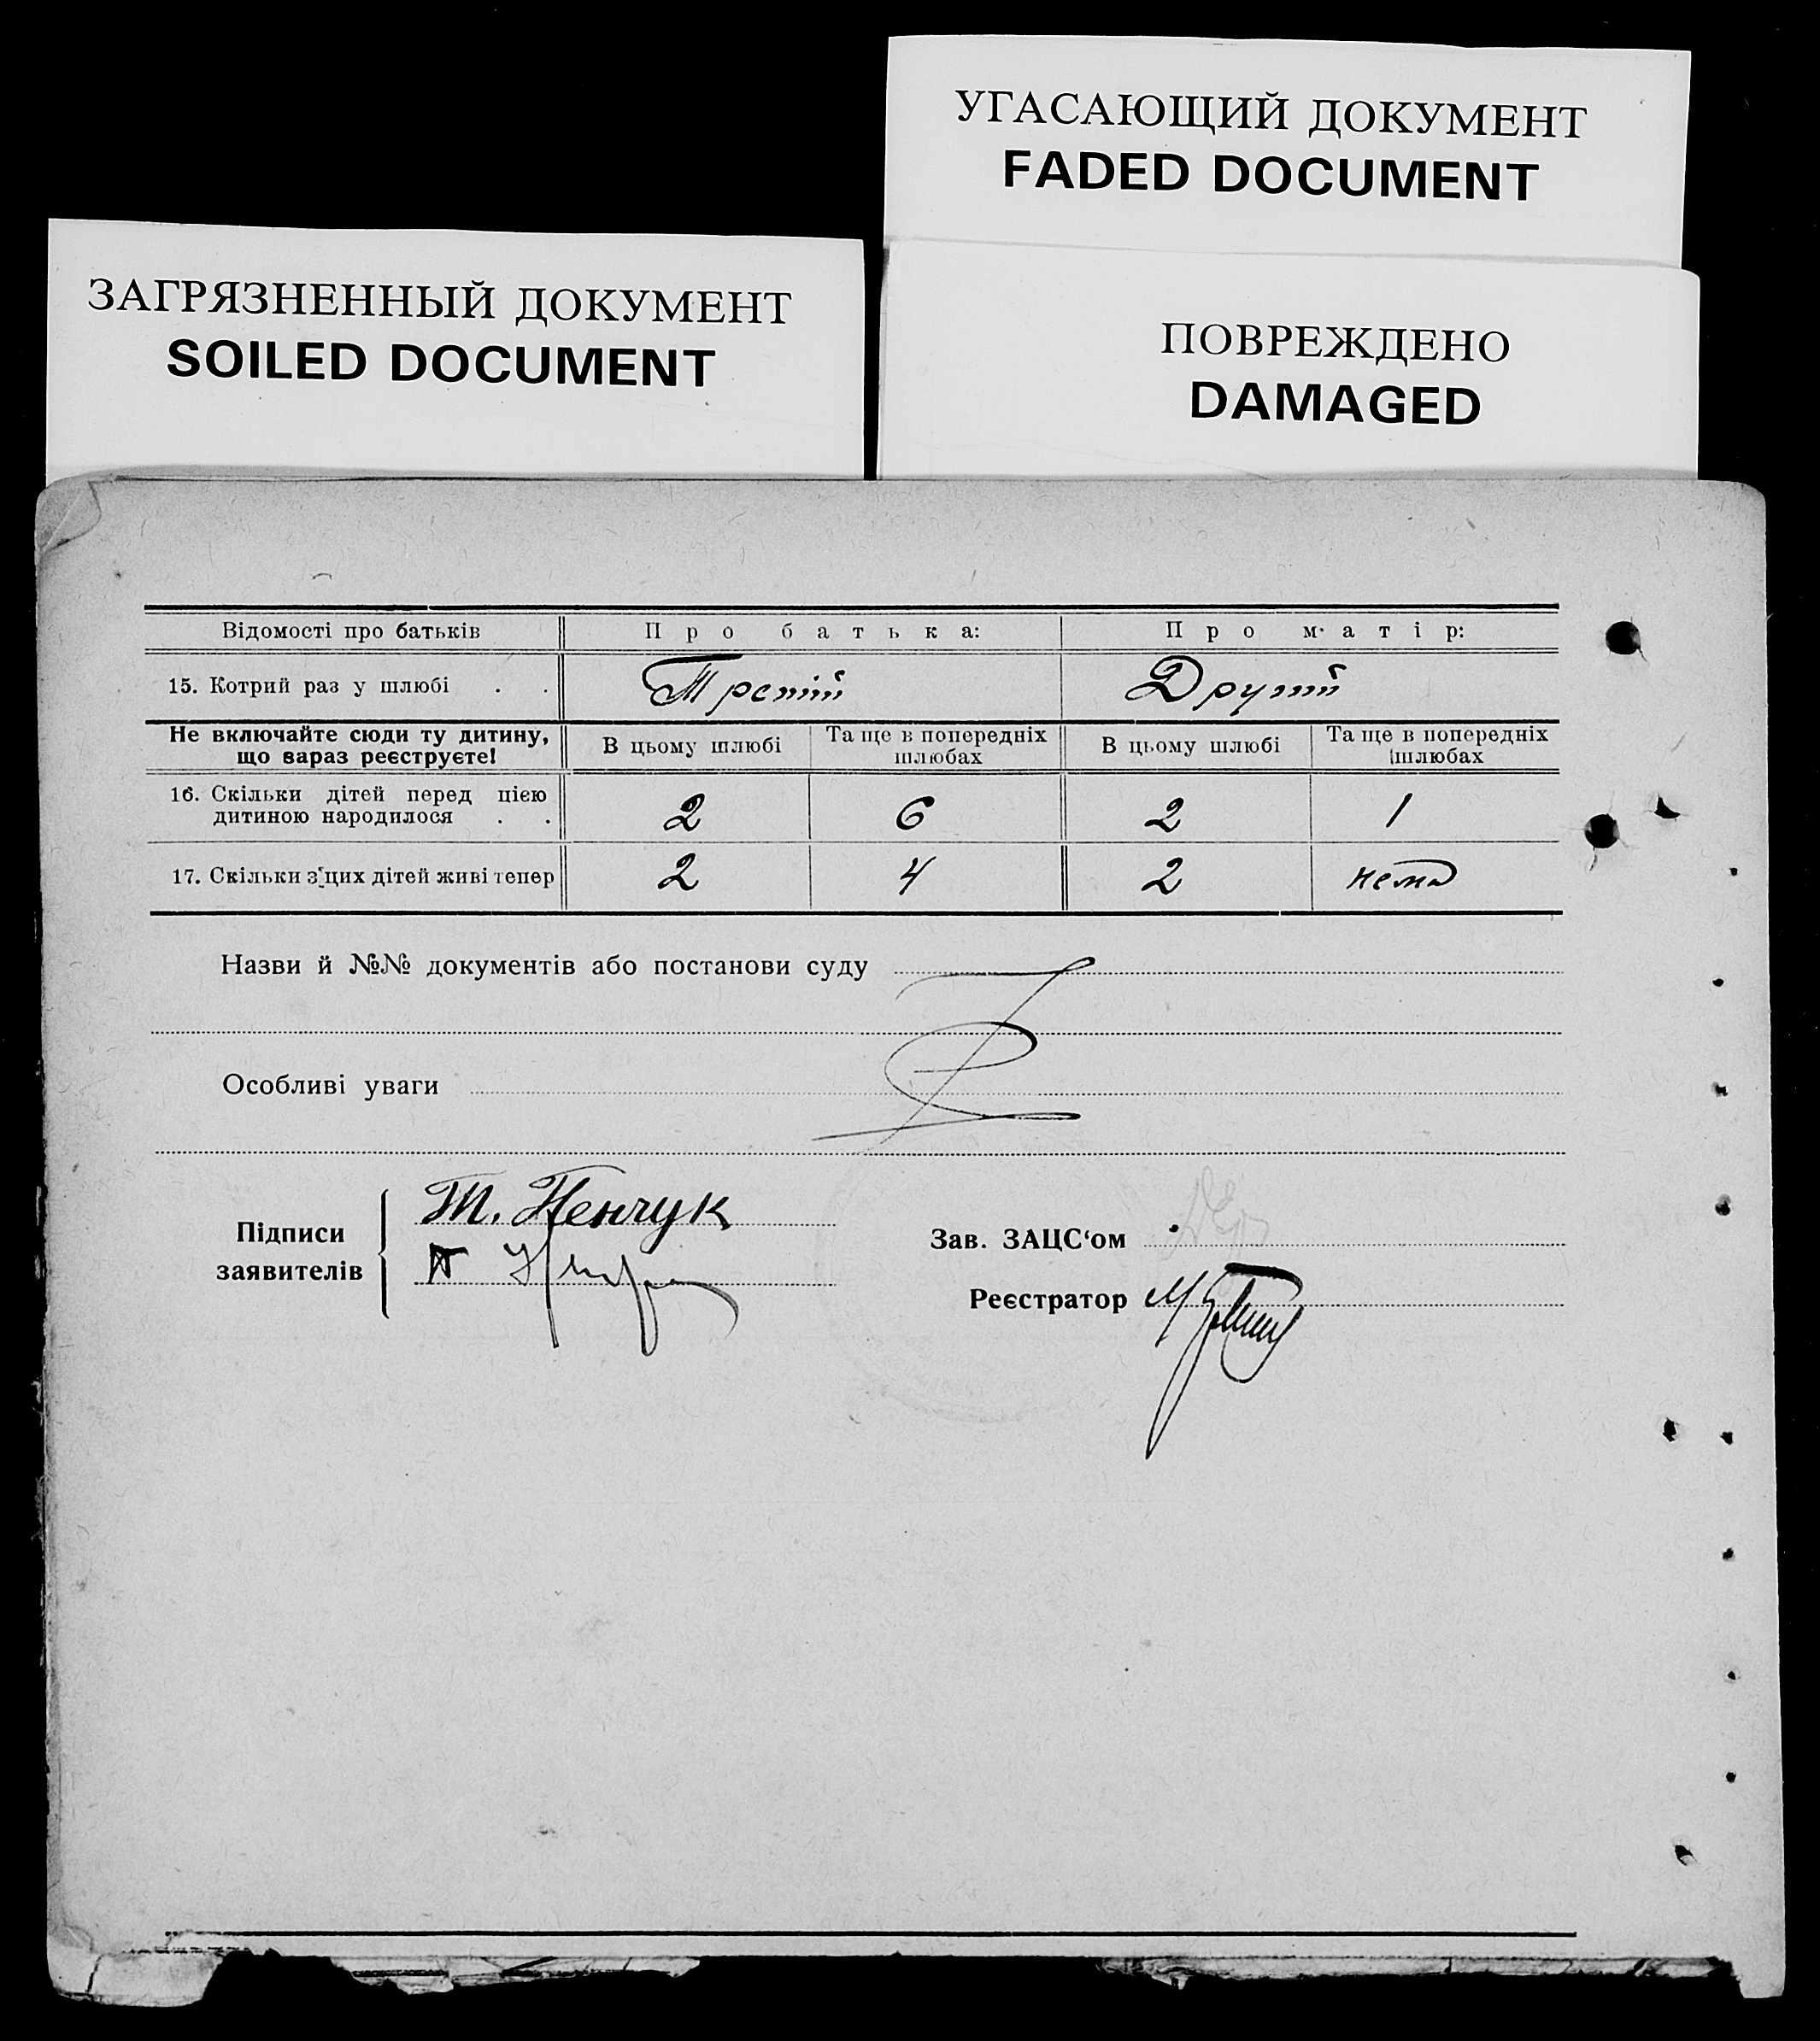 УГАСАЮЩИЙ ДОКУМЕНТ
FADED DOCUMENT
ЗАГРЯЗНЕННЫЙ ДОКУМЕНТ
SOILED DOCUMENT
ПОВРЕЖДЕНО
DAMAGED
Відомості про батьків Про батька: Про матір:
15. Котрий раз у шлюбі . . Третій Другий
Не включайте сюди ту дитину, що зараз реєструєте! В цьому шлюбі Та ще в попередніх шлюбах В цьому шлюбі Та ще в попередніх шлюбах
16. Скільки дітей перед цією дитиною народилося . . 2 6 2 1
17. Скільки з цих дітей живі тепер 2 4 2 нема
Назви й №№ документів або постанови суду
Особливі уваги
Підписи заявителів
Т.
Зав. ЗАЦС‘ом
Реєстратор